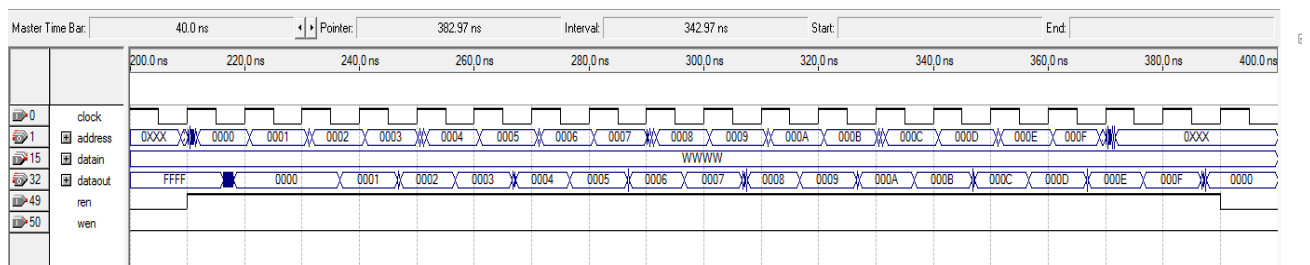 Master Time Bar: 40.0 ns Pointer: 382.97 ns Interval: 342.97 ns Start: End:
200.0 ns 220.0 ns 240.0 ns 260.0 ns 280.0 ns 300.0 ns 320.0 ns 340.0 ns 360.0 ns 380.0 ns 400.0 ns
0 clock
1 address 0XXX 0000 0001 0002 0003 0004 0005 0006 0007 0008 0009 000A 000B 000C 000D 000E 000F 0XXX
15 datain WWWW
32 dataout FFFF 0000 0001 0002 0003 0004 0005 0006 0007 0008 0009 000A 000B 000C 000D 000E 000F 0000
49 ren
50 wen